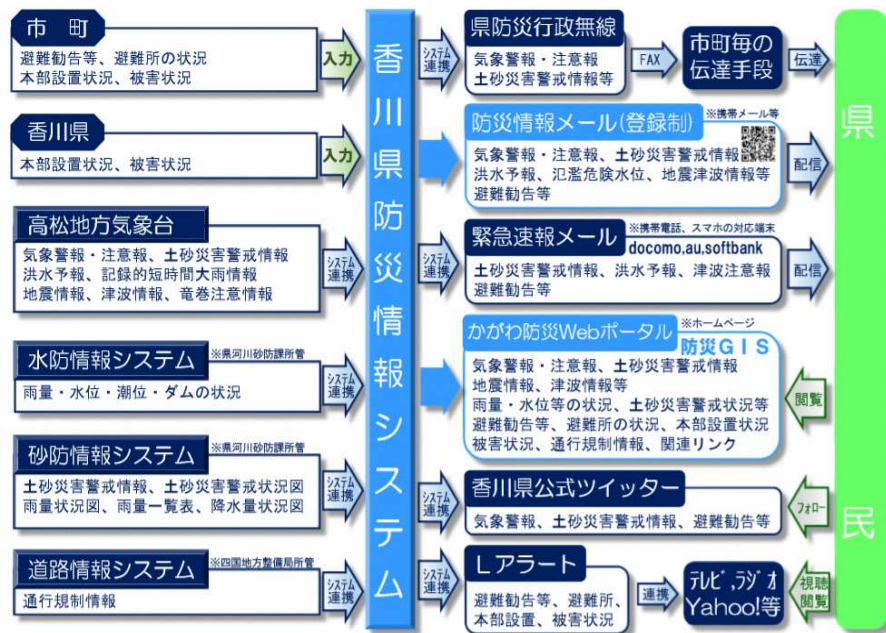 市　町
避難勧告等、避難所の状況
本部設置状況、被害状況
入力
香川県
本部設置状況、被害状況
入力
高松地方気象台
気象警報・注意報、土砂災害警戒情報
洪水予報、記録的短時間大雨情報
地震情報、津波情報、竜巻注意情報
システム
連携
水防情報システム
※県河川砂防課所管
雨量・水位・潮位・ダムの状況
システム
連携
砂防情報システム
※県河川砂防課所管
土砂災害警戒情報、土砂災害警戒状況図
雨量状況図、雨量一覧表、降水量状況図
システム
連携
道路情報システム
※四国地方整備局所管
通行規制情報
システム
連携
香川県防災情報システム
システム
連携
県防災行政無線
気象警報・注意報
土砂災害警戒情報等
FAX
市町毎の
伝達手段
伝達
防災情報メール(登録制)
※携帯メール等
気象警報・注意報、土砂災害警戒情報
洪水予報、氾濫危険水位、地震津波情報等
避難勧告等
配信
システム
連携
緊急速報メール
※携帯電話、スマホの対応端末
docomo,au,softbank
土砂災害警戒情報、洪水予報、津波注意報
避難勧告等
配信
かがわ防災Webポータル
※ホームページ
防災GIS
気象警報・注意報、土砂災害警戒情報
地震情報、津波情報等
雨量・水位等の状況、土砂災害警戒状況等
避難勧告等、避難所の状況、本部設置状況
被害状況、通行規制情報、関連リンク
閲覧
システム
連携
香川県公式ツイッター
気象警報、土砂災害警戒情報、避難勧告等
フォロー
システム
連携
Lアラート
避難勧告等、避難所、
本部設置、被害状況
連携
テレビ,ラジオ
Yahoo!等
視聴
閲覧
県民